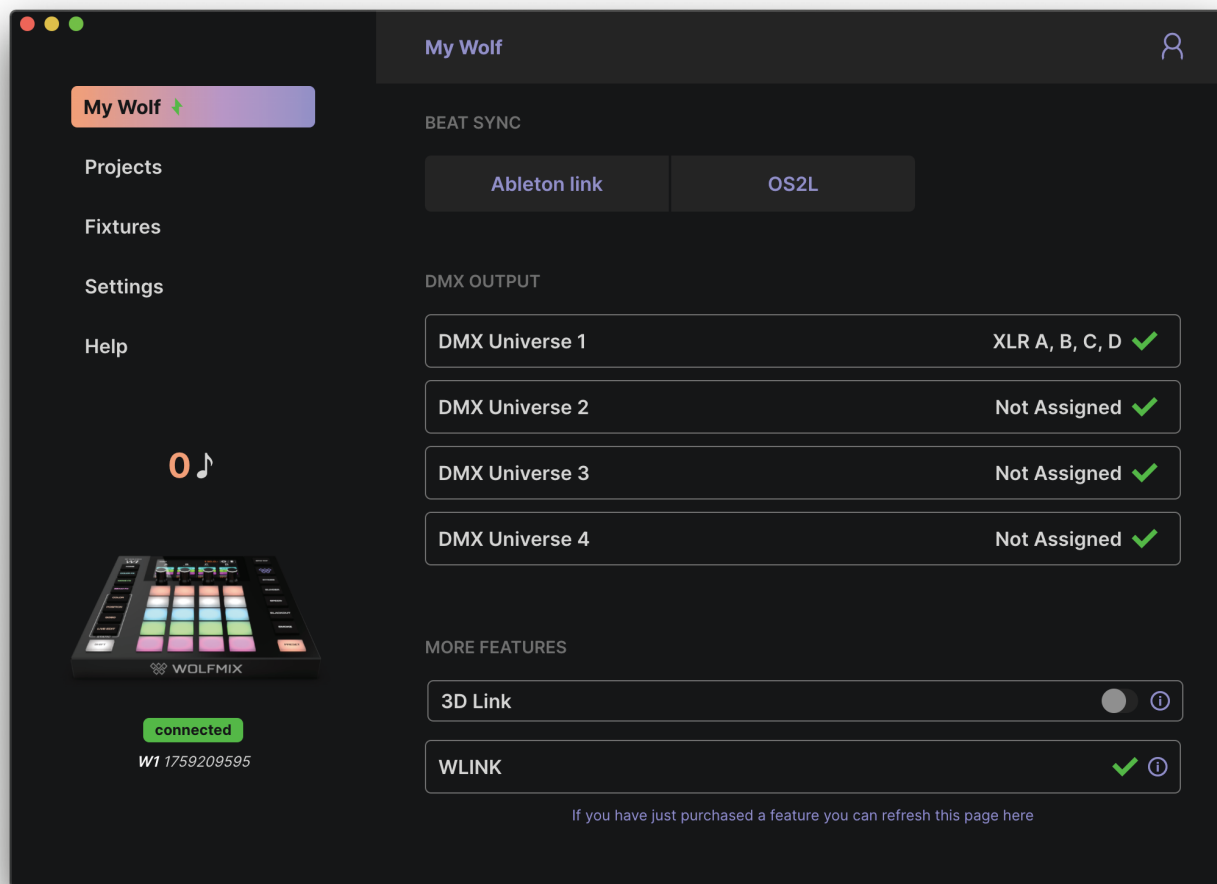 My Wolf
My Wolf
Projects
Fixtures
Settings
Help
0
WOLFMIX
connected
W1 1759209595
BEAT SYNC
Ableton link
OS2L
DMX OUTPUT
DMX Universe 1 XLR A, B, C, D
DMX Universe 2 Not Assigned
DMX Universe 3 Not Assigned
DMX Universe 4 Not Assigned
MORE FEATURES
3D Link
WLINK
If you have just purchased a feature you can refresh this page here